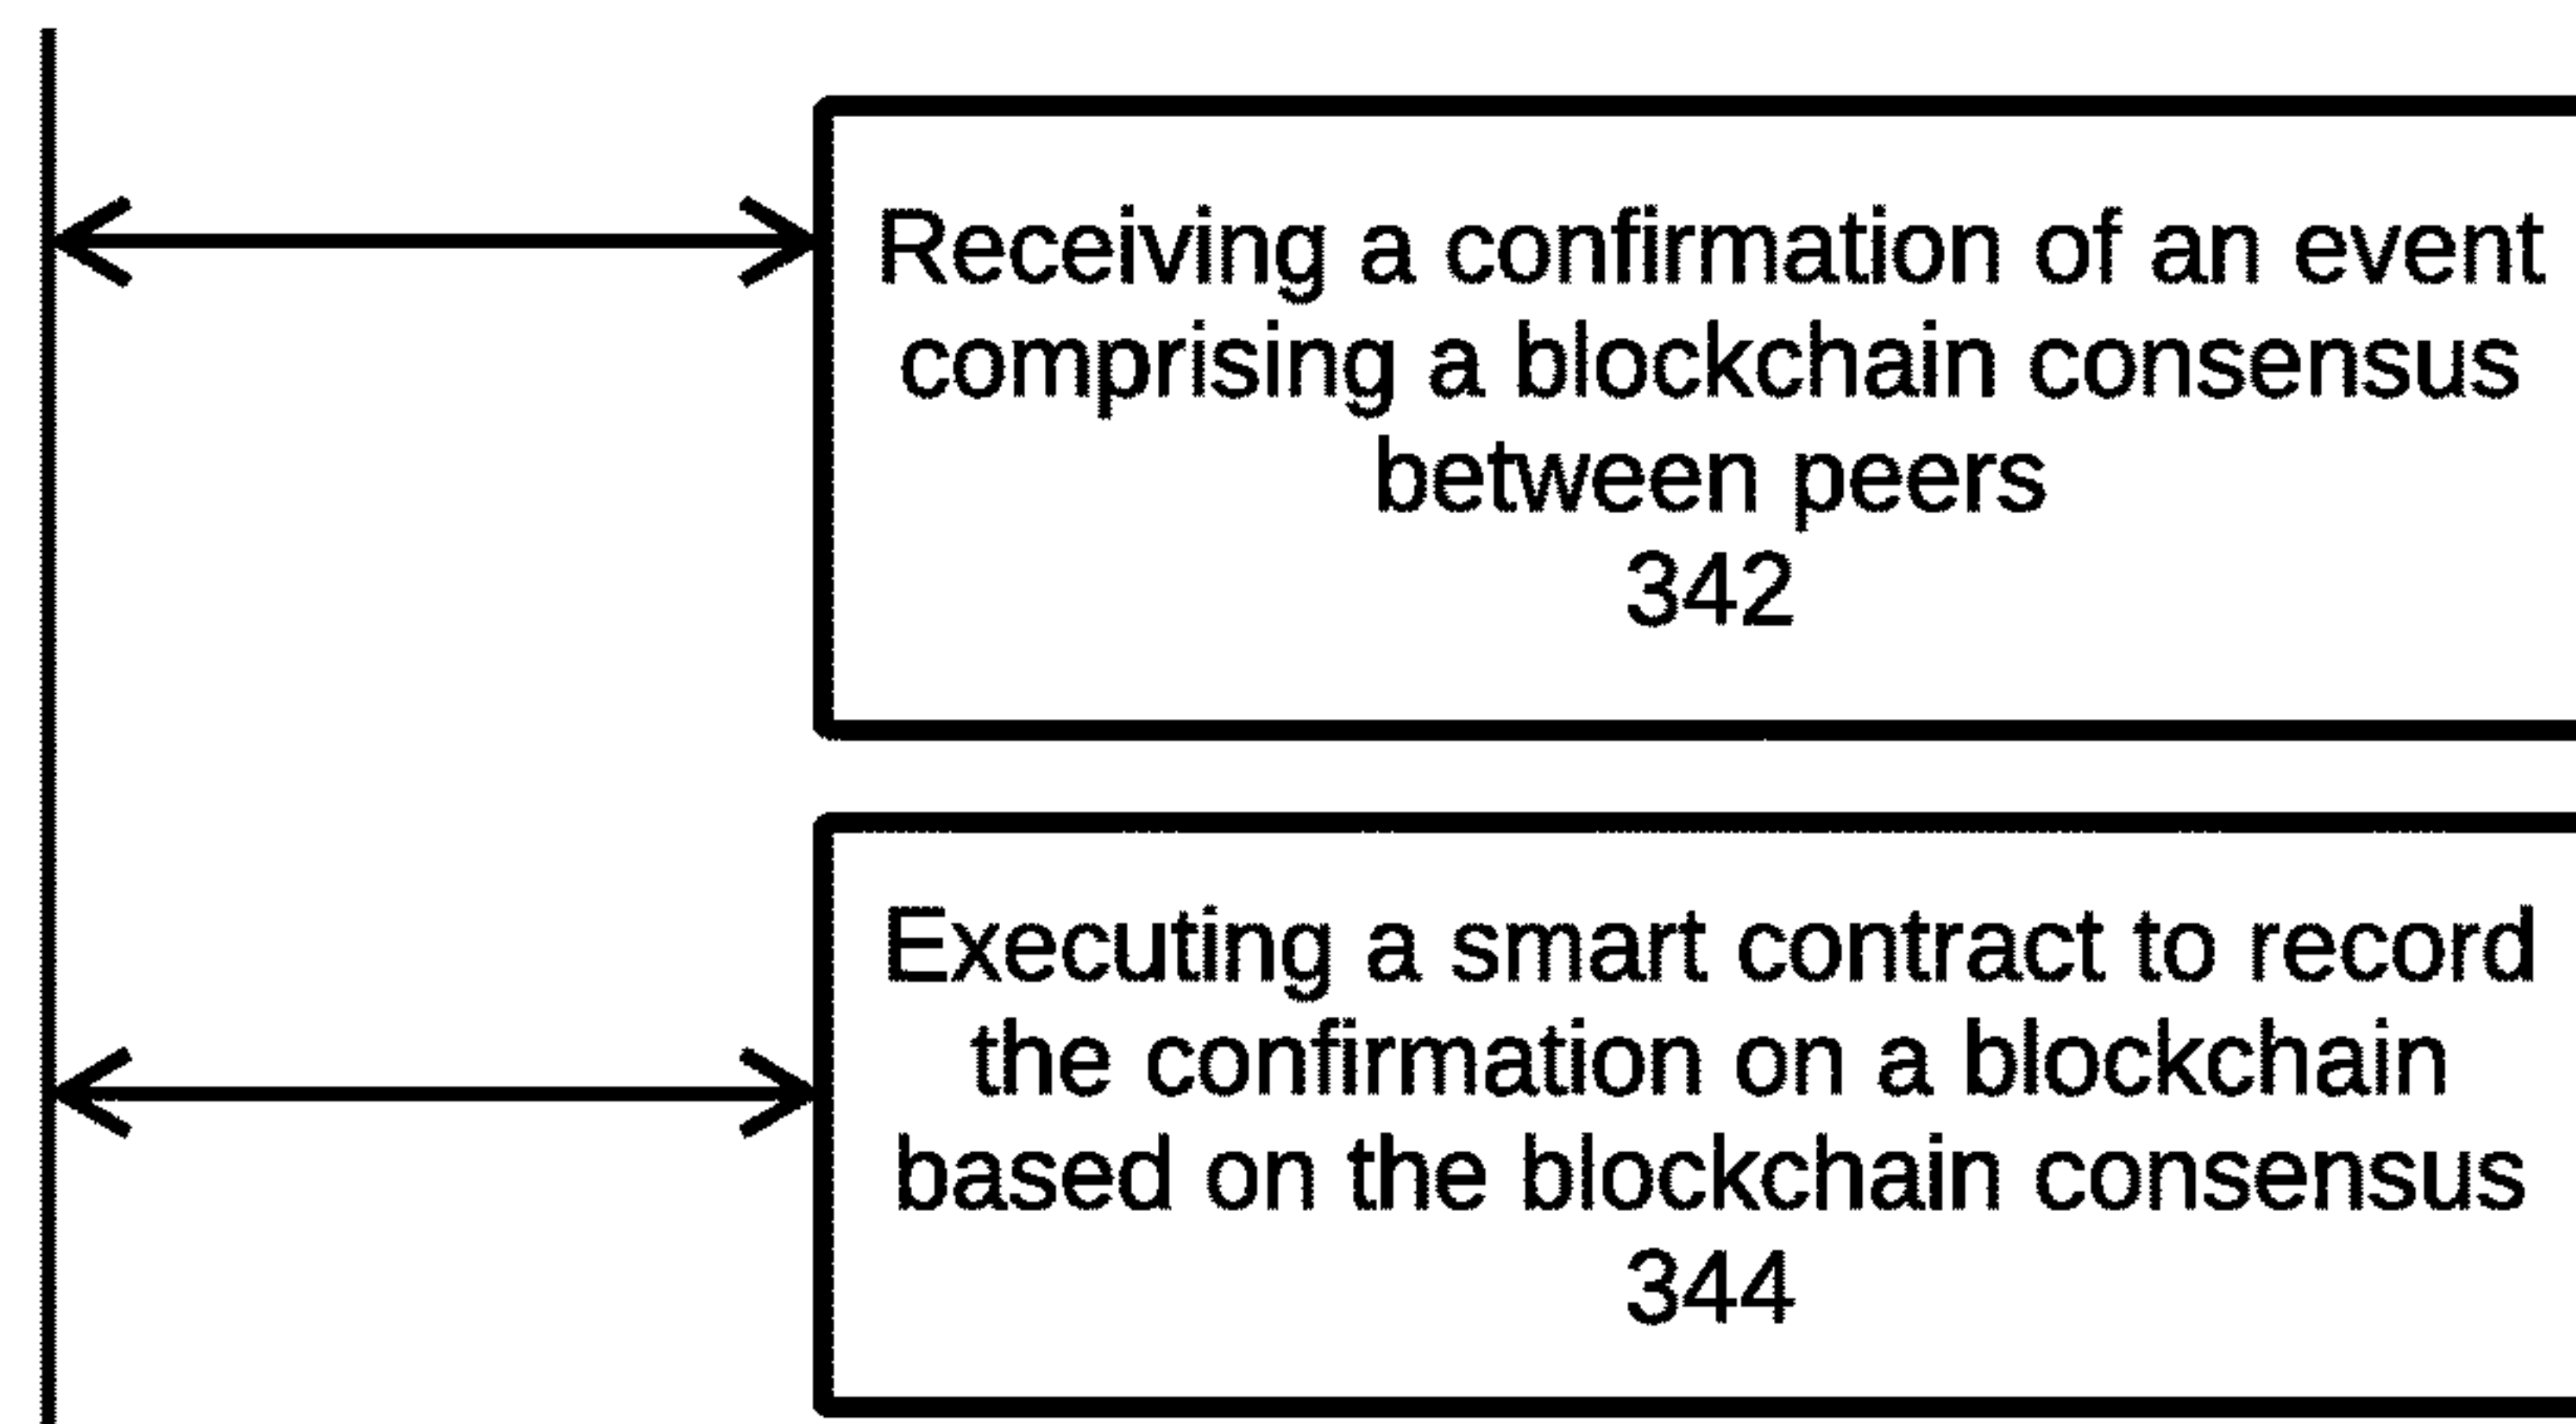 Receiving a confirmation of an event
comprising a blockchain consensus
between peers
342
Executing a smart contract to record
the confirmation on a blockchain
based on the blockchain consensus
344